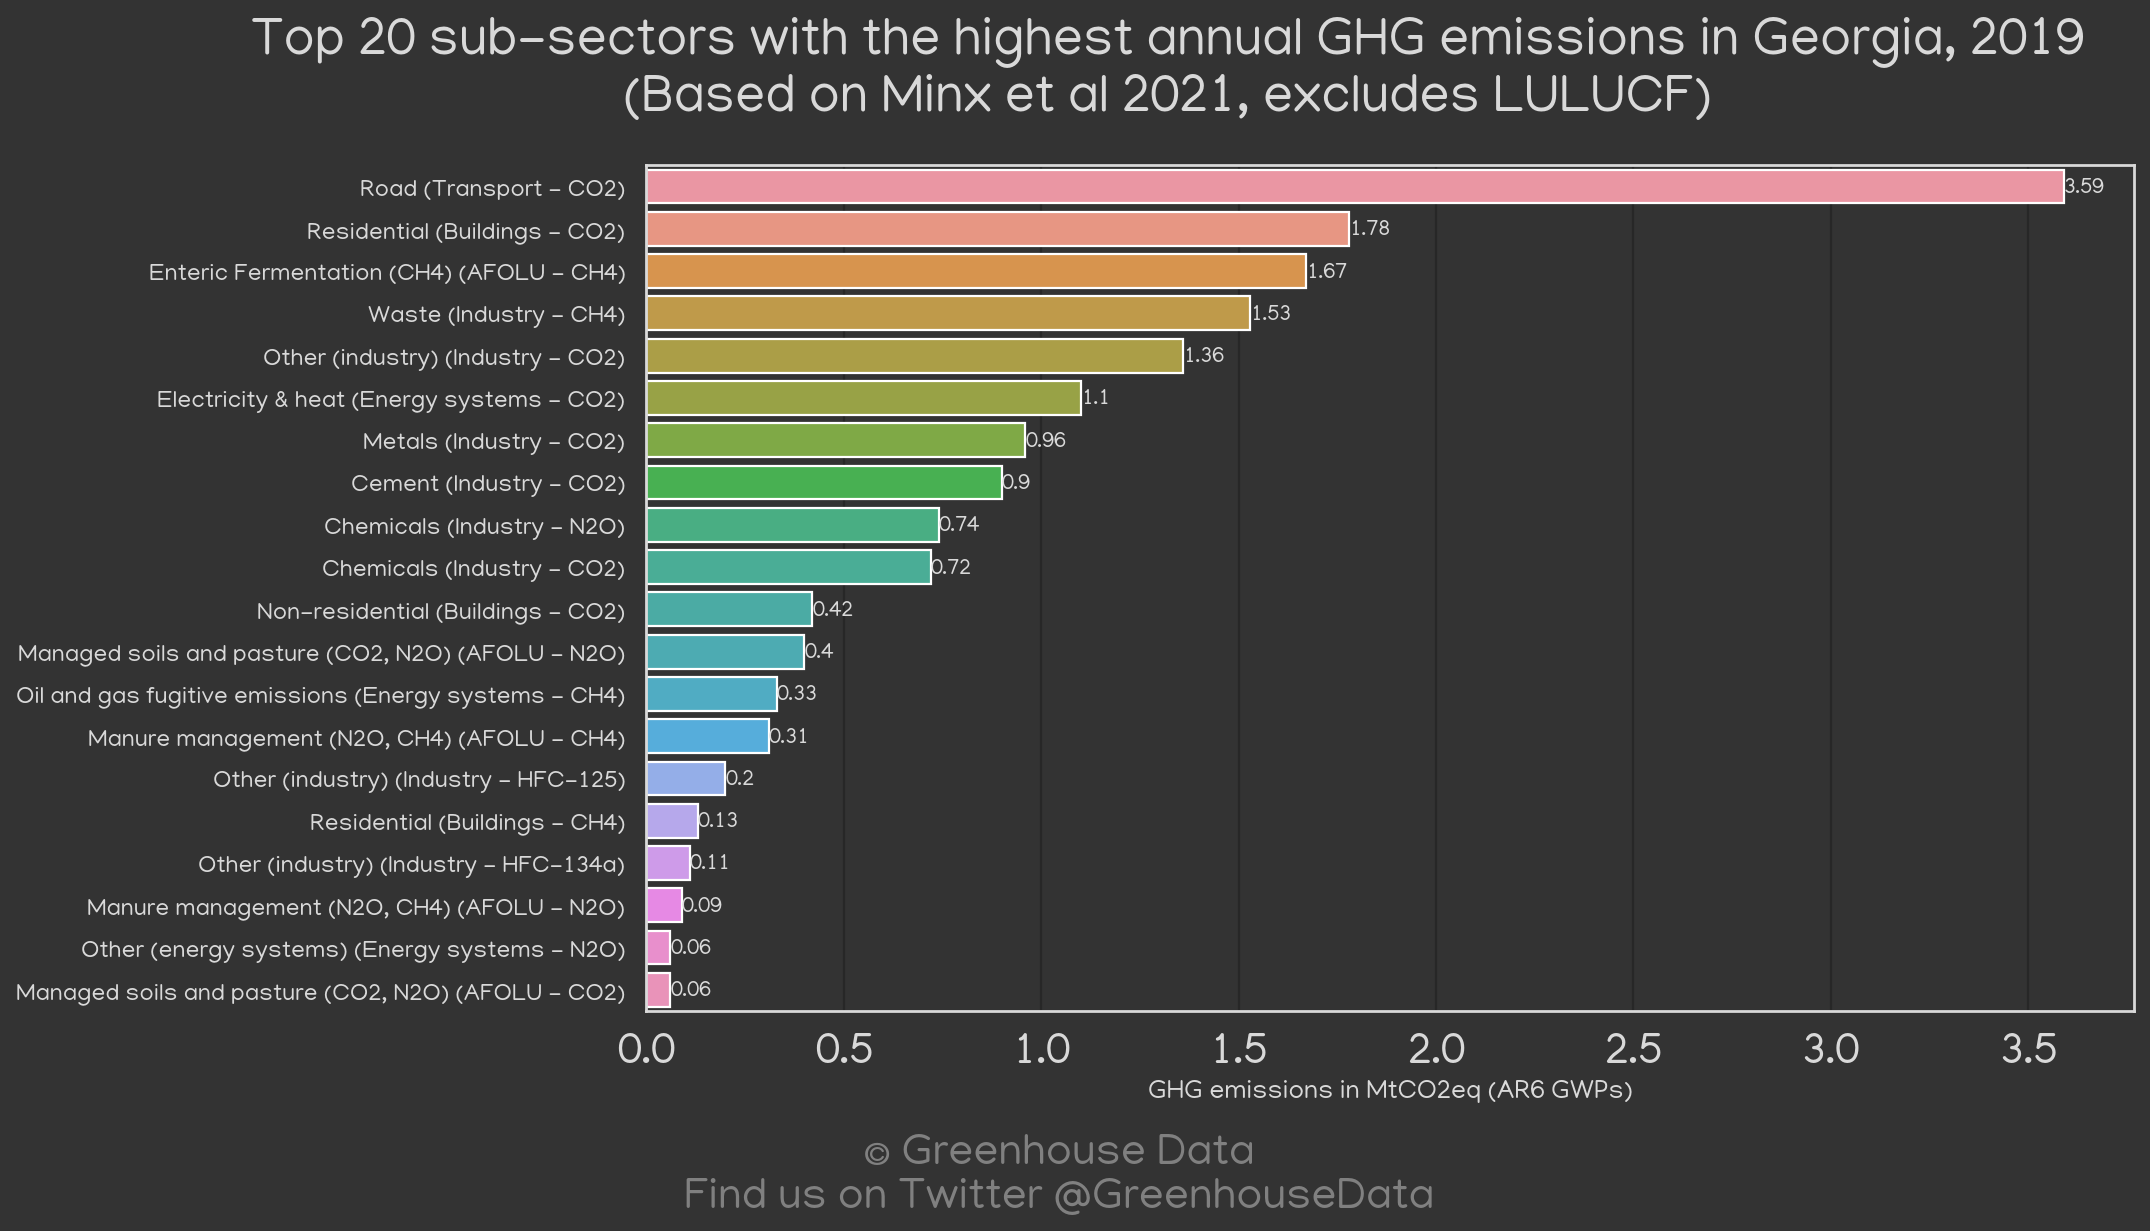 Top 20 sub-sectors with the highest annual GHG emissions in Georgia, 2019
(Based on Minx et al 2021, excludes LULUCF)
Road (Transport - CO2) 3.59
Residential (Buildings - CO2) 1.78
Enteric Fermentation (CH4) (AFOLU - CH4) 1.67
Waste (Industry - CH4) 1.53
Other (industry) (Industry - CO2) 1.36
Electricity & heat (Energy systems - CO2) 1.1
Metals (Industry - CO2) 0.96
Cement (Industry - CO2) 0.9
Chemicals (Industry - N2O) 0.74
Chemicals (Industry - CO2) 0.72
Non-residential (Buildings - CO2) 0.42
Managed soils and pasture (CO2, N2O) (AFOLU - N2O) 0.4
Oil and gas fugitive emissions (Energy systems - CH4) 0.33
Manure management (N2O, CH4) (AFOLU - CH4) 0.31
Other (industry) (Industry - HFC-125) 0.2
Residential (Buildings - CH4) 0.13
Other (industry) (Industry - HFC-134a) 0.11
Manure management (N2O, CH4) (AFOLU - N2O) 0.09
Other (energy systems) (Energy systems - N2O) 0.06
Managed soils and pasture (CO2, N2O) (AFOLU - CO2) 0.06
0.0 0.5 1.0 1.5 2.0 2.5 3.0 3.5
GHG emissions in MtCO2eq (AR6 GWPs)
© Greenhouse Data
Find us on Twitter @GreenhouseData